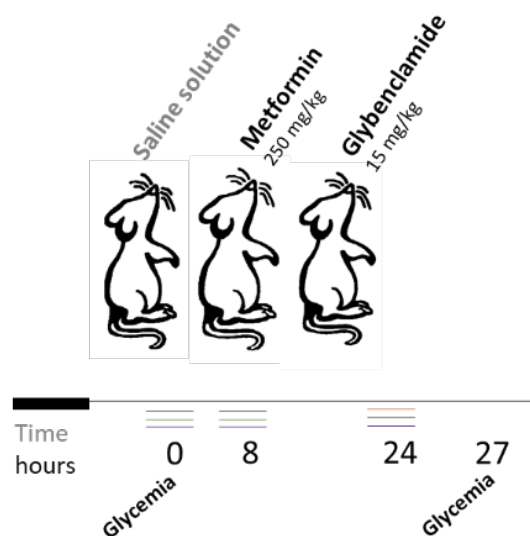 Saline solution
Metformin
250 mg/kg
Glybenclamide
15 mg/kg
Time
hours
0
8
24
27
Glycemia
Glycemia